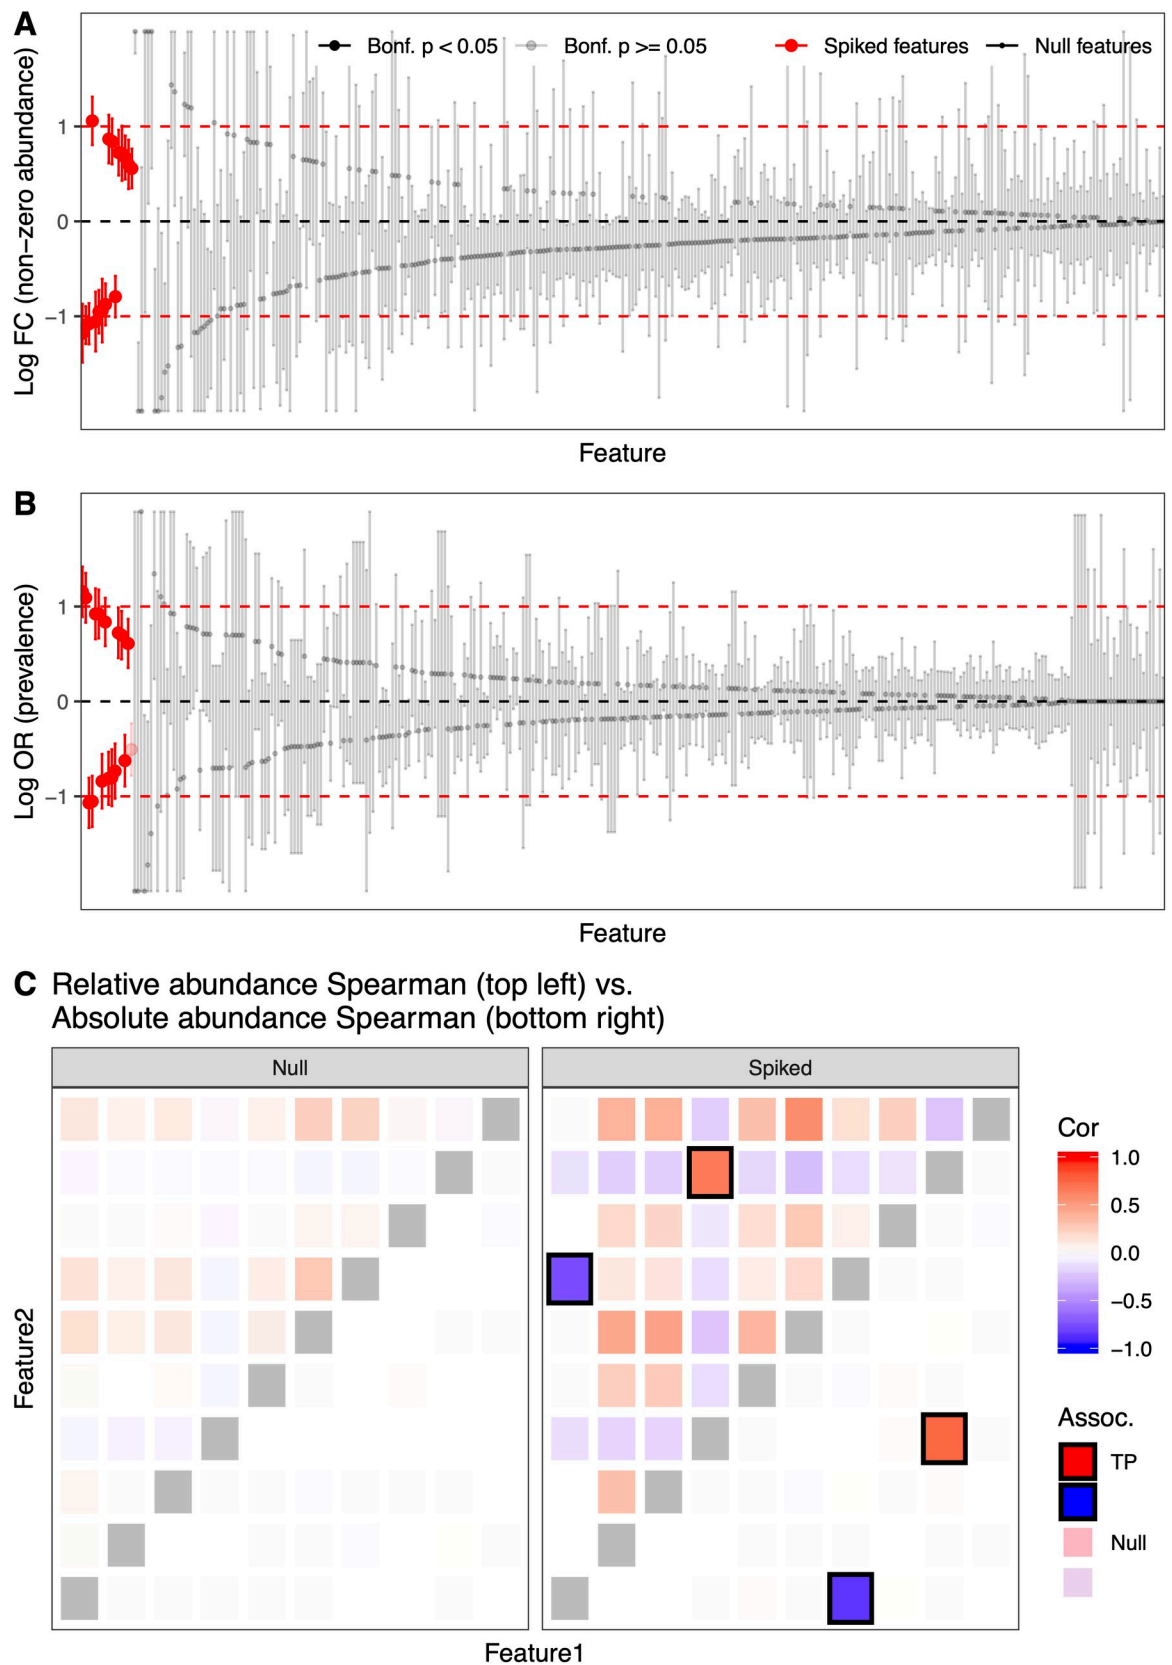 A
Log FC (non−zero abundance)
Bonf. p < 0.05
Bonf. p >= 0.05
Spiked features
Null features
1
0
−1
Feature
B
Log OR (prevalence)
1
0
−1
Feature
C Relative abundance Spearman (top left) vs.
Absolute abundance Spearman (bottom right)
Null
Spiked
Feature2
Feature1
Cor
1.0
0.5
0.0
−0.5
−1.0
Assoc.
TP
Null